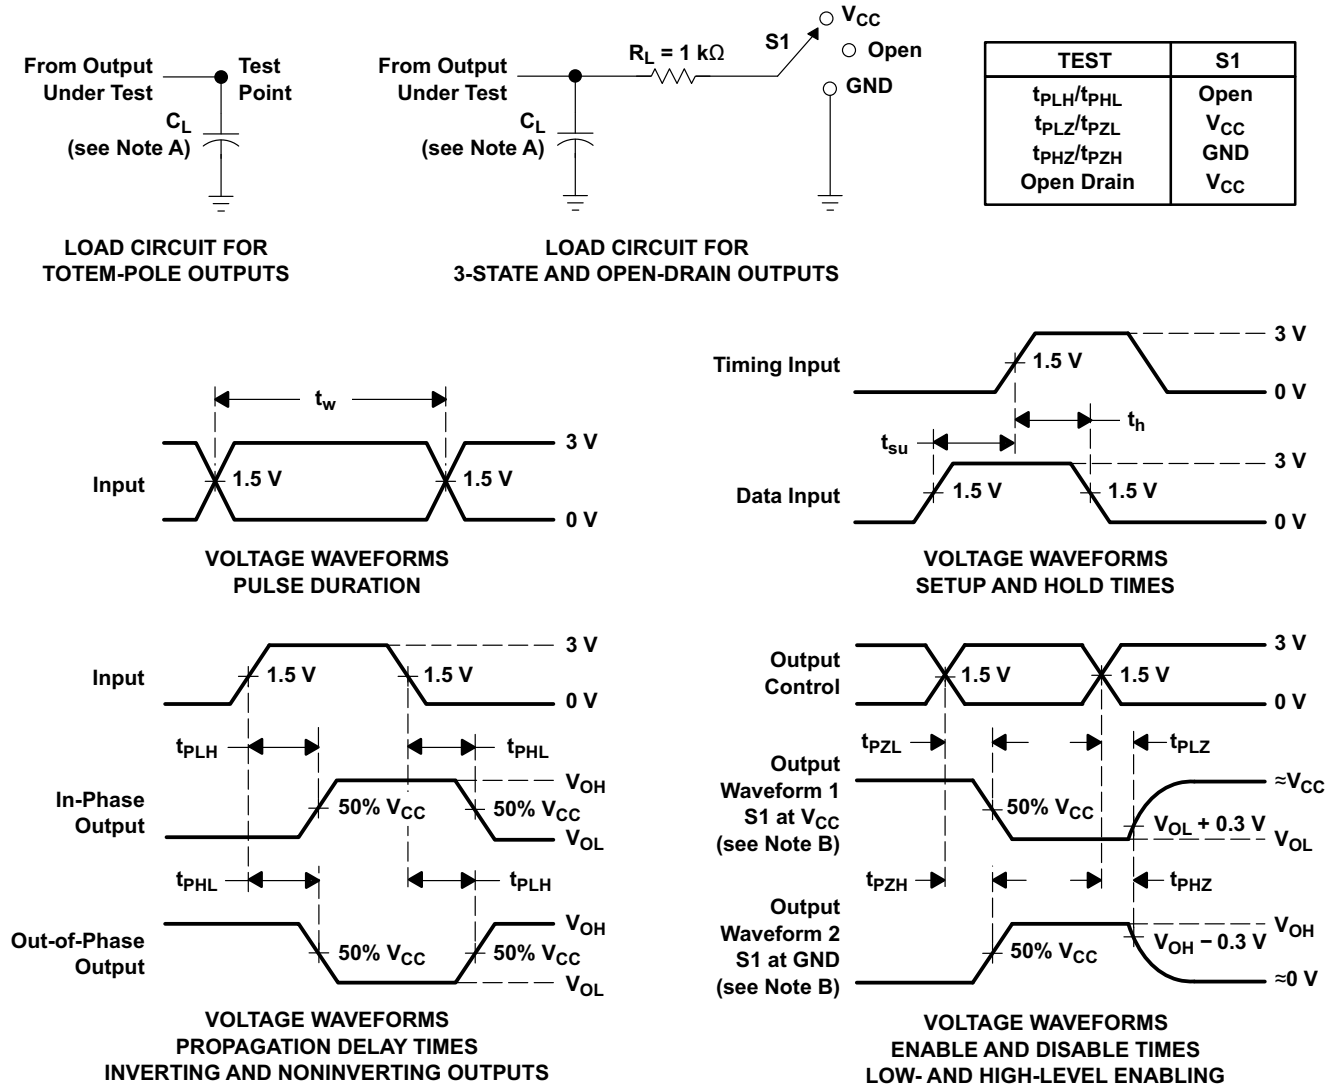 From Output
Under Test
Test
Point
C_L
(see Note A)
LOAD CIRCUIT FOR
TOTEM-POLE OUTPUTS
From Output
Under Test
C_L
(see Note A)
R_L = 1 kΩ
S1
V_CC
Open
GND
LOAD CIRCUIT FOR
3-STATE AND OPEN-DRAIN OUTPUTS
TEST S1
t_PLH/t_PHL Open
t_PLZ/t_PZL V_CC
t_PHZ/t_PZH GND
Open Drain V_CC
t_w
Input
1.5 V
1.5 V
3 V
0 V
VOLTAGE WAVEFORMS
PULSE DURATION
Timing Input
1.5 V
3 V
0 V
t_su
t_h
Data Input
1.5 V
1.5 V
3 V
0 V
VOLTAGE WAVEFORMS
SETUP AND HOLD TIMES
Input
1.5 V
1.5 V
3 V
0 V
t_PLH
t_PHL
In-Phase
Output
50% V_CC
50% V_CC
V_OH
V_OL
t_PHL
t_PLH
Out-of-Phase
Output
50% V_CC
50% V_CC
V_OH
V_OL
VOLTAGE WAVEFORMS
PROPAGATION DELAY TIMES
INVERTING AND NONINVERTING OUTPUTS
Output
Control
1.5 V
1.5 V
3 V
0 V
t_PZL
t_PLZ
Output
Waveform 1
S1 at V_CC
(see Note B)
50% V_CC
V_OL + 0.3 V
≈V_CC
V_OL
t_PZH
t_PHZ
Output
Waveform 2
S1 at GND
(see Note B)
50% V_CC
V_OH − 0.3 V
V_OH
≈0 V
VOLTAGE WAVEFORMS
ENABLE AND DISABLE TIMES
LOW- AND HIGH-LEVEL ENABLING